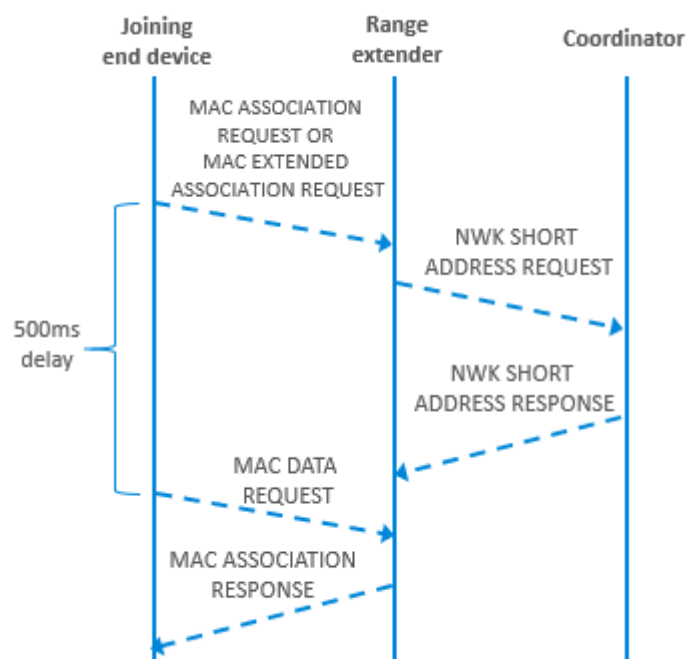 Joining
end device
Range
extender
Coordinator
MAC ASSOCIATION
REQUEST OR
MAC EXTENDED
ASSOCIATION REQUEST
NWK SHORT
ADDRESS REQUEST
500ms
delay
NWK SHORT
ADDRESS RESPONSE
MAC DATA
REQUEST
MAC ASSOCIATION
RESPONSE